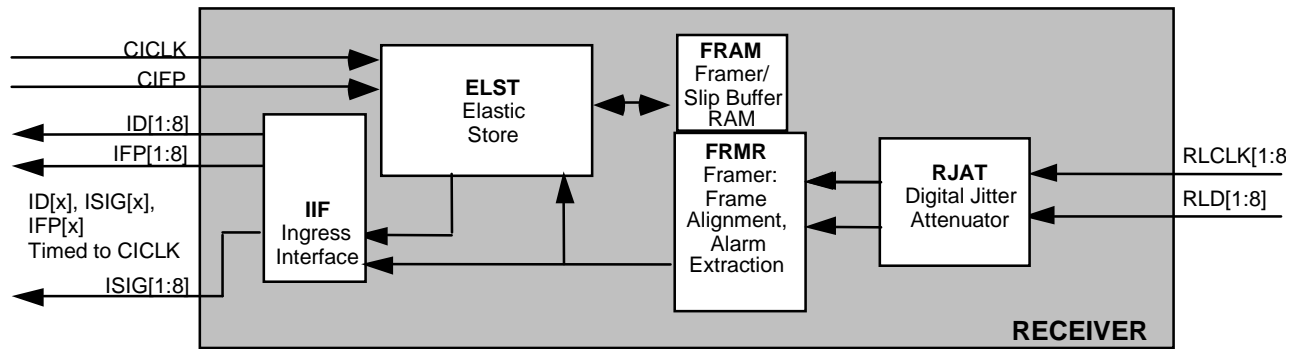 CICLK
CIFP
ID[1:8]
IFP[1:8]
ID[x], ISIG[x],
IFP[x]
Timed to CICLK
ISIG[1:8]
IIF
Ingress
Interface
ELST
Elastic
Store
FRAM
Framer/
Slip Buffer
RAM
FRMR
Framer:
Frame
Alignment,
Alarm
Extraction
RJAT
Digital Jitter
Attenuator
RLCLK[1:8
RLD[1:8]
RECEIVER